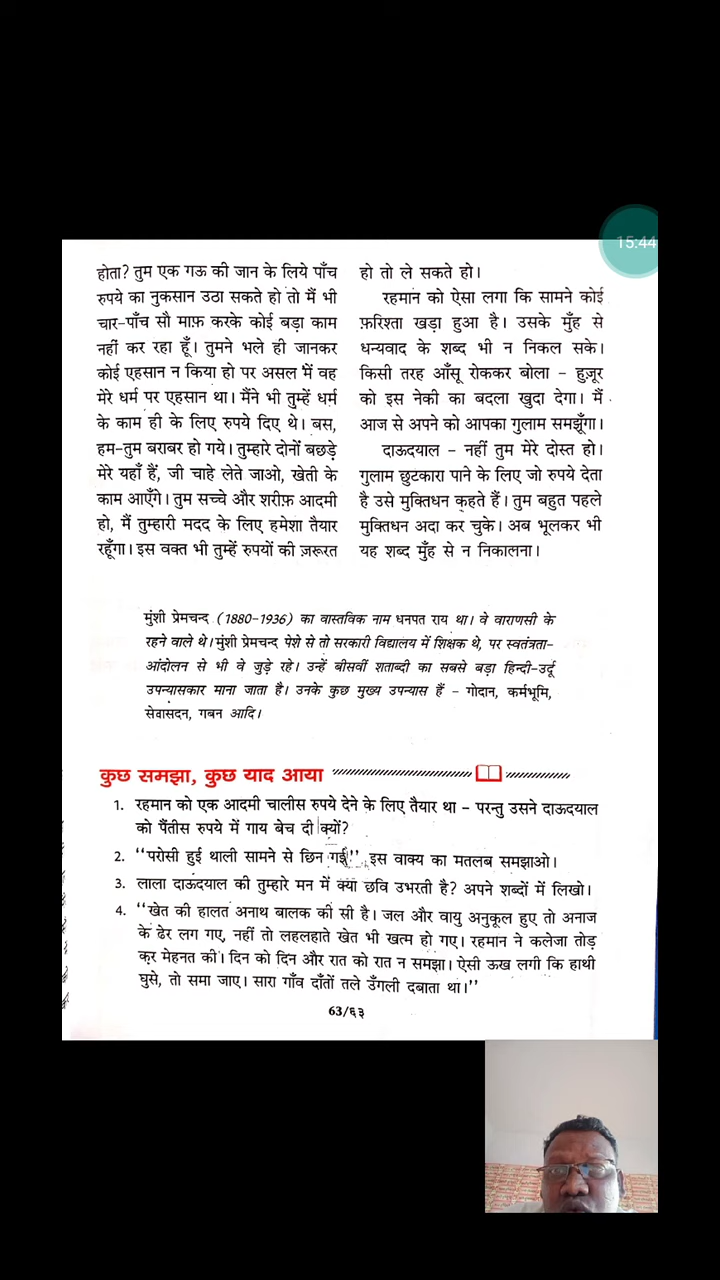 15:44
होता? तुम एक गऊ की जान के लिये पाँच
रुपये का नुकसान उठा सकते हो तो मैं भी
चार-पाँच सौ माफ़ करके कोई बड़ा काम
नहीं कर रहा हूँ। तुमने भले ही जानकर
कोई एहसान न किया हो पर असल में वह
मेरे धर्म पर एहसान था। मैंने भी तुम्हें धर्म
के काम ही के लिए रुपये दिए थे। बस,
हम-तुम बराबर हो गये। तुम्हारे दोनों बछड़े
मेरे यहाँ हैं, जी चाहे लेते जाओ, खेती के
काम आएँगे। तुम सच्चे और शरीफ़ आदमी
हो, मैं तुम्हारी मदद के लिए हमेशा तैयार
रहूँगा। इस वक्त भी तुम्हें रुपयों की ज़रूरत
हो तो ले सकते हो।
रहमान को ऐसा लगा कि सामने कोई
फ़रिश्ता खड़ा हुआ है। उसके मुँह से
धन्यवाद के शब्द भी न निकल सके।
किसी तरह आँसू रोककर बोला – हुज़ूर
को इस नेकी का बदला खुदा देगा। मैं
आज से अपने को आपका गुलाम समझूँगा।
दाऊदयाल – नहीं तुम मेरे दोस्त हो।
गुलाम छुटकारा पाने के लिए जो रुपये देता
है उसे मुक्तिधन कहते हैं। तुम बहुत पहले
मुक्तिधन अदा कर चुके। अब भूलकर भी
यह शब्द मुँह से न निकालना।
मुंशी प्रेमचन्द (1880-1936) का वास्तविक नाम धनपत राय था। वे वाराणसी के
रहने वाले थे। मुंशी प्रेमचन्द पेशे से तो सरकारी विद्यालय में शिक्षक थे, पर स्वतंत्रता-
आंदोलन से भी वे जुड़े रहे। उन्हें बीसवीं शताब्दी का सबसे बड़ा हिन्दी-उर्दू
उपन्यासकार माना जाता है। उनके कुछ मुख्य उपन्यास हैं – गोदान, कर्मभूमि,
सेवासदन, गबन आदि।
कुछ समझा, कुछ याद आया
1. रहमान को एक आदमी चालीस रुपये देने के लिए तैयार था – परन्तु उसने दाऊदयाल
को पैंतीस रुपये में गाय बेच दी क्यों?
2. "परोसी हुई थाली सामने से छिन गई" इस वाक्य का मतलब समझाओ।
3. लाला दाऊदयाल की तुम्हारे मन में क्या छवि उभरती है? अपने शब्दों में लिखो।
4. "खेत की हालत अनाथ बालक की सी है। जल और वायु अनुकूल हुए तो अनाज
के ढेर लग गए, नहीं तो लहलहाते खेत भी खत्म हो गए। रहमान ने कलेजा तोड़
कर मेहनत की। दिन को दिन और रात को रात न समझा। ऐसी ऊख लगी कि हाथी
घुसे, तो समा जाए। सारा गाँव दाँतों तले उँगली दबाता था।"
63/६३